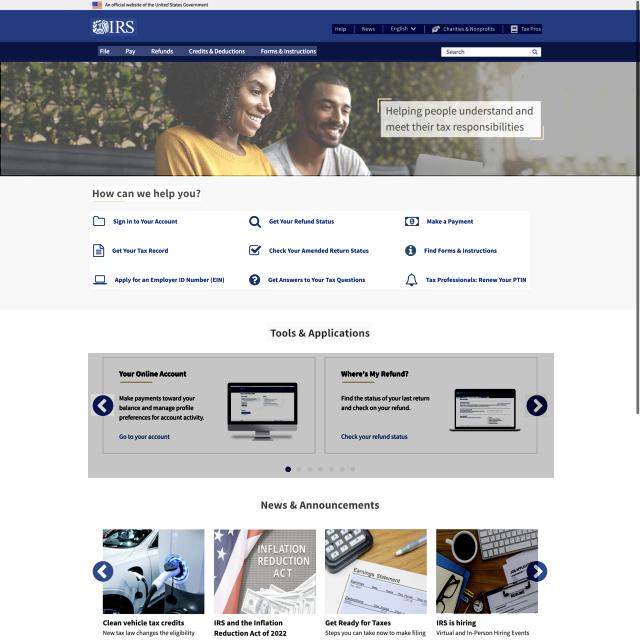 An official website of the United States Government
IRS
Help
News
English
Charities & Nonprofits
Tax Pros
File
Pay
Refunds
Credits & Deductions
Forms & Instructions
Search
Helping people understand and
meet their tax responsibilities
How can we help you?
Sign in to Your Account
Get Your Refund Status
Make a Payment
Get Your Tax Record
Check Your Amended Return Status
Find Forms & Instructions
Apply for an Employer ID Number (EIN)
Get Answers to Your Tax Questions
Tax Professionals: Renew Your PTIN
Tools & Applications
Your Online Account
Make payments toward your
balance and manage profile
preferences for account activity.
Go to your account
Where's My Refund?
Find the status of your last return
and check on your refund.
Check your refund status
News & Announcements
INFLATION
REDUCTION
ACT
Earnings Statement
Clean vehicle tax credits
New tax law changes the eligibility
IRS and the Inflation
Reduction Act of 2022
Get Ready for Taxes
Steps you can take now to make filing
IRS is hiring
Virtual and In-Person Hiring Events